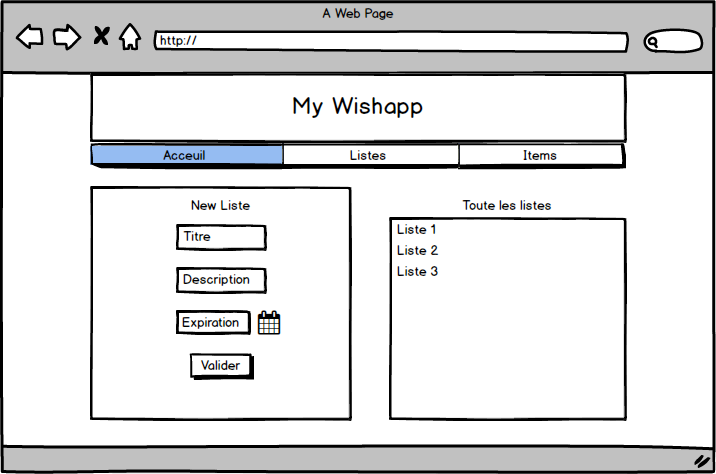 A Web Page
http://
My Wishapp
Acceuil Listes Items
New Liste
Titre
Description
Expiration
Valider
Toute les listes
Liste 1
Liste 2
Liste 3